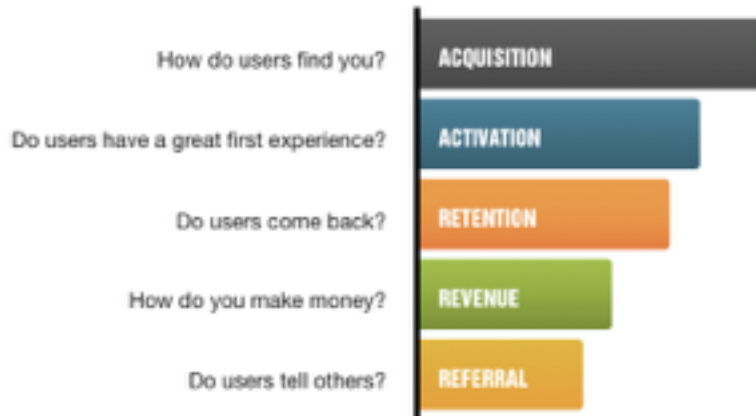 How do users find you? ACQUISITION
Do users have a great first experience? ACTIVATION
Do users come back? RETENTION
How do you make money? REVENUE
Do users tell others? REFERRAL